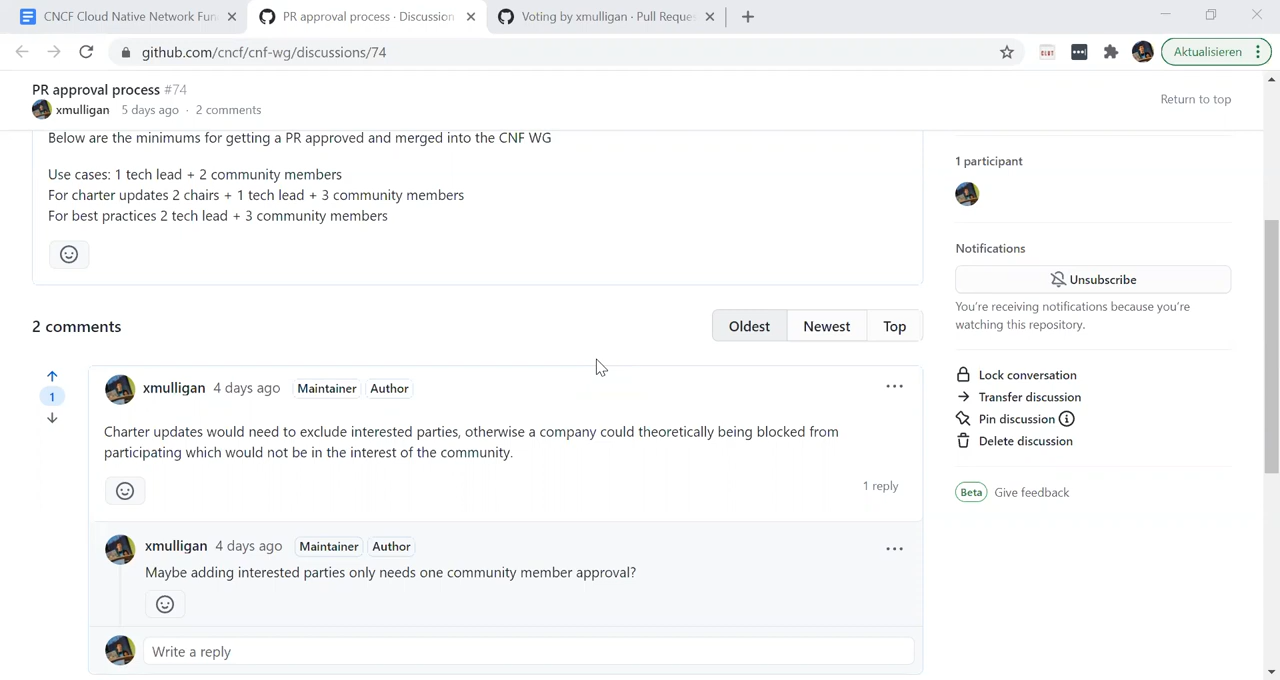 CNCF Cloud Native Network Fun
PR approval process · Discussion
Voting by xmulligan · Pull Reques
github.com/cncf/cnf-wg/discussions/74
Aktualisieren
PR approval process #74
xmulligan 5 days ago · 2 comments
Return to top
Below are the minimums for getting a PR approved and merged into the CNF WG
Use cases: 1 tech lead + 2 community members
For charter updates 2 chairs + 1 tech lead + 3 community members
For best practices 2 tech lead + 3 community members
1 participant
Notifications
Unsubscribe
You're receiving notifications because you're
watching this repository.
2 comments
Oldest
Newest
Top
1
xmulligan 4 days ago Maintainer Author
Charter updates would need to exclude interested parties, otherwise a company could theoretically being blocked from
participating which would not be in the interest of the community.
1 reply
xmulligan 4 days ago Maintainer Author
Maybe adding interested parties only needs one community member approval?
Write a reply
Lock conversation
Transfer discussion
Pin discussion
Delete discussion
Beta Give feedback